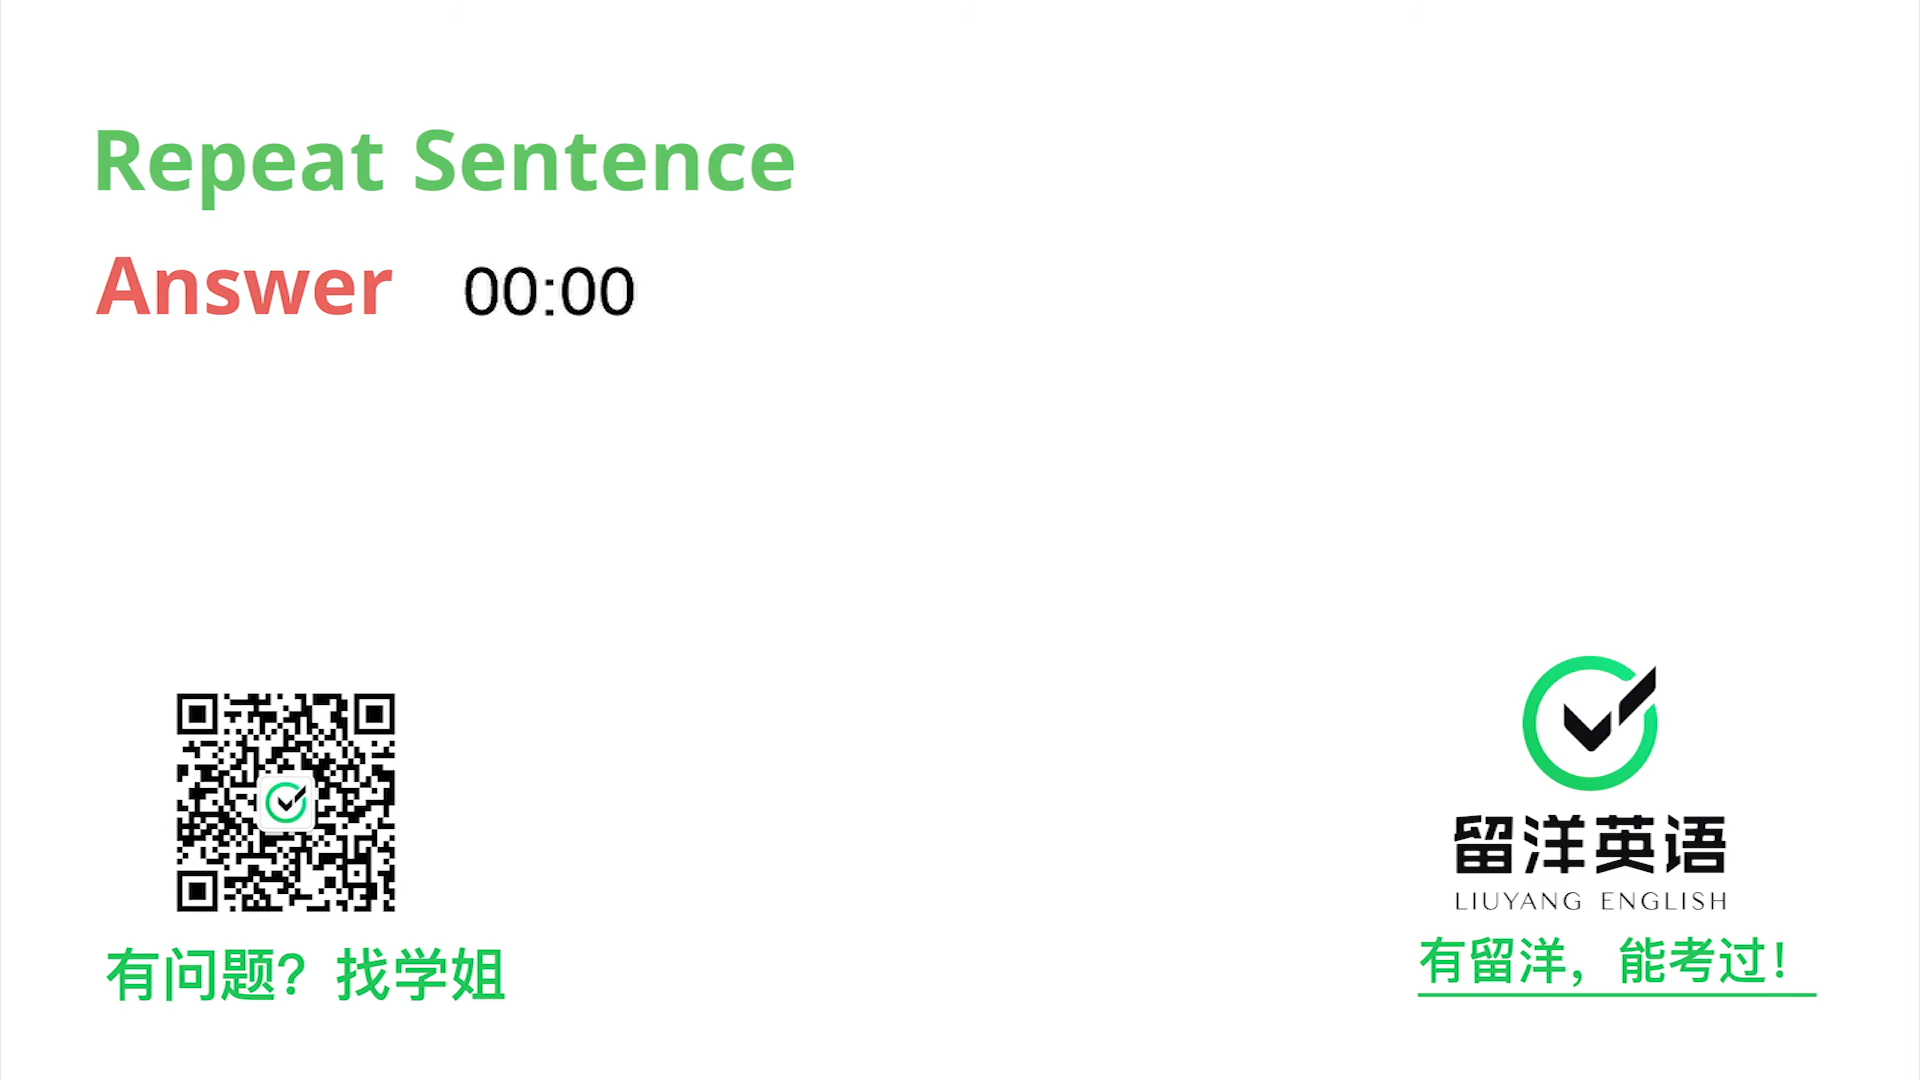 Repeat Sentence
Answer 00:00
留洋英语
LIUYANG ENGLISH
有问题？找学姐
有留洋，能考过！